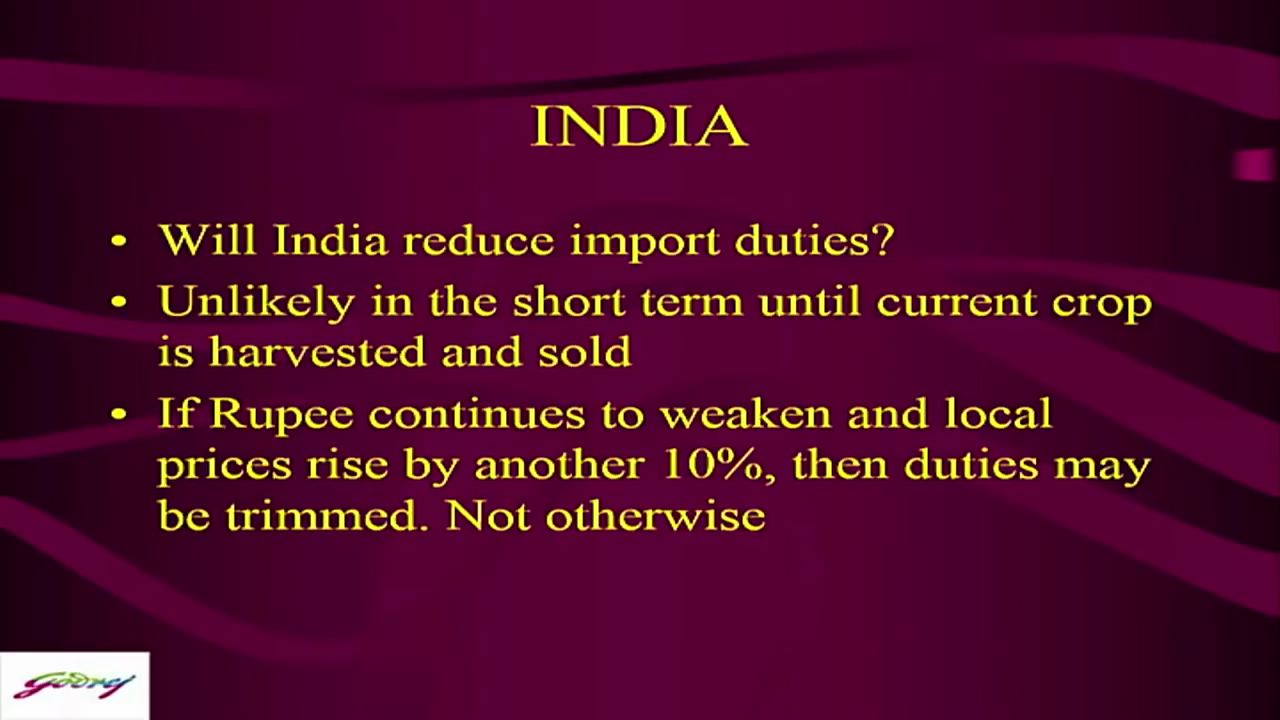 INDIA
• Will India reduce import duties?
• Unlikely in the short term until current crop
is harvested and sold
• If Rupee continues to weaken and local
prices rise by another 10%, then duties may
be trimmed. Not otherwise
Godrej